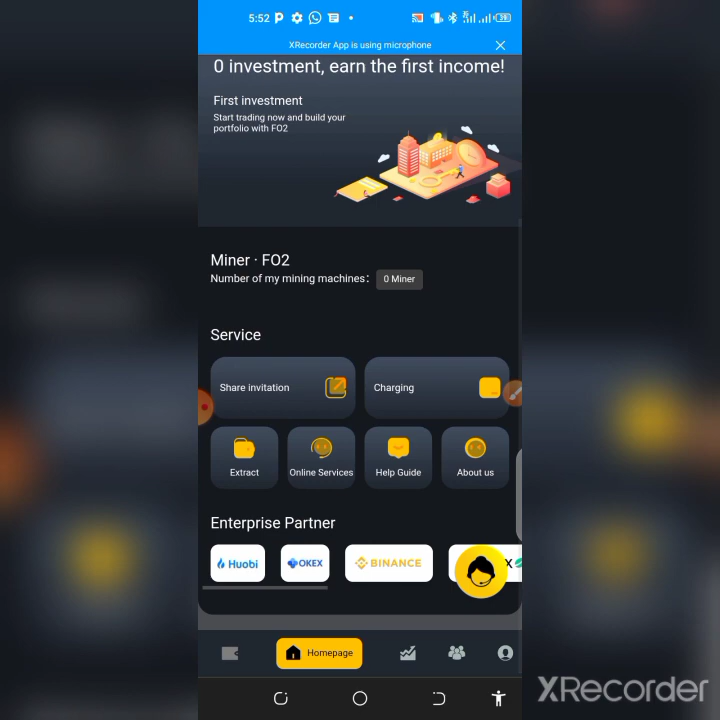 5:52
39
XRecorder App is using microphone
0 investment, earn the first income!
First investment
Start trading now and build your
portfolio with FO2
Miner · FO2
Number of my mining machines: 0 Miner
Service
Share invitation
Charging
Extract
Online Services
Help Guide
About us
Enterprise Partner
Huobi
OKEX
BINANCE
X
Homepage
XRecorder